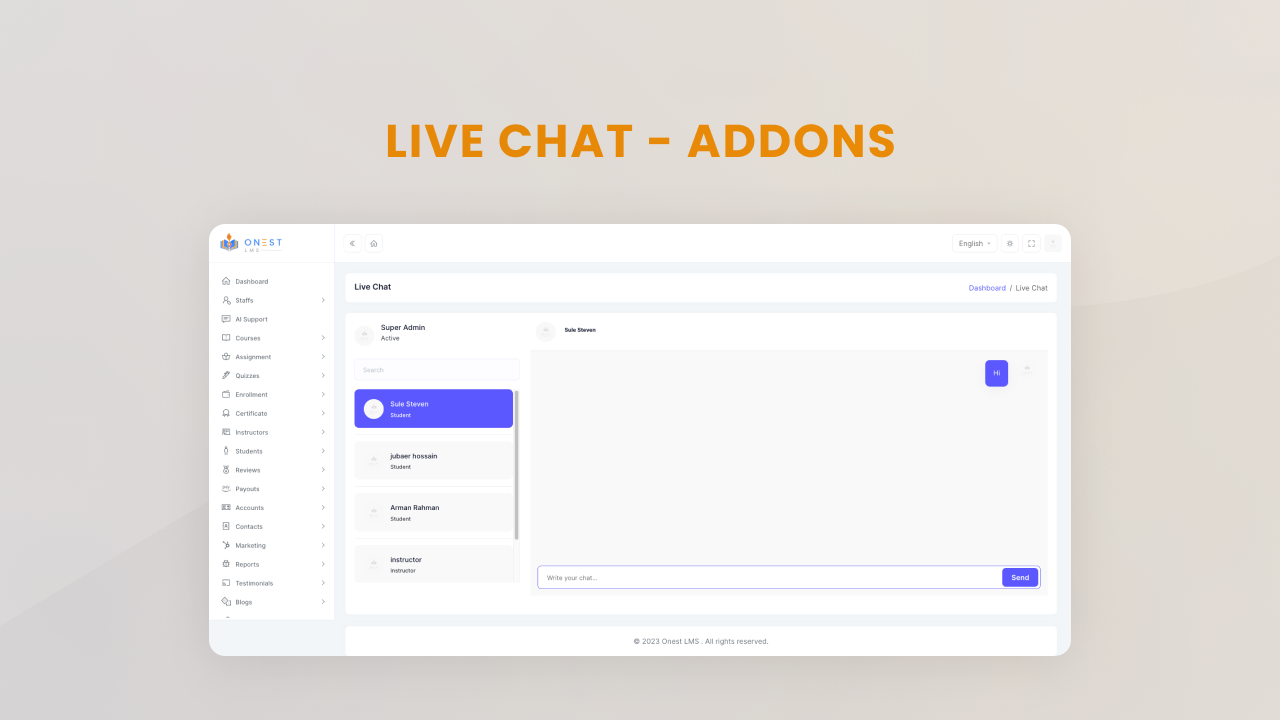 LIVE CHAT - ADDONS
ONEST
LMS
English
Dashboard
Staffs
AI Support
Courses
Assignment
Quizzes
Enrollment
Certificate
Instructors
Students
Reviews
Payouts
Accounts
Contacts
Marketing
Reports
Testimonials
Blogs
Live Chat
Dashboard / Live Chat
Super Admin
Active
Search
Sule Steven
Student
jubaer hossain
Student
Arman Rahman
Student
instructor
Instructor
Sule Steven
Hi
Write your chat...
Send
© 2023 Onest LMS . All rights reserved.